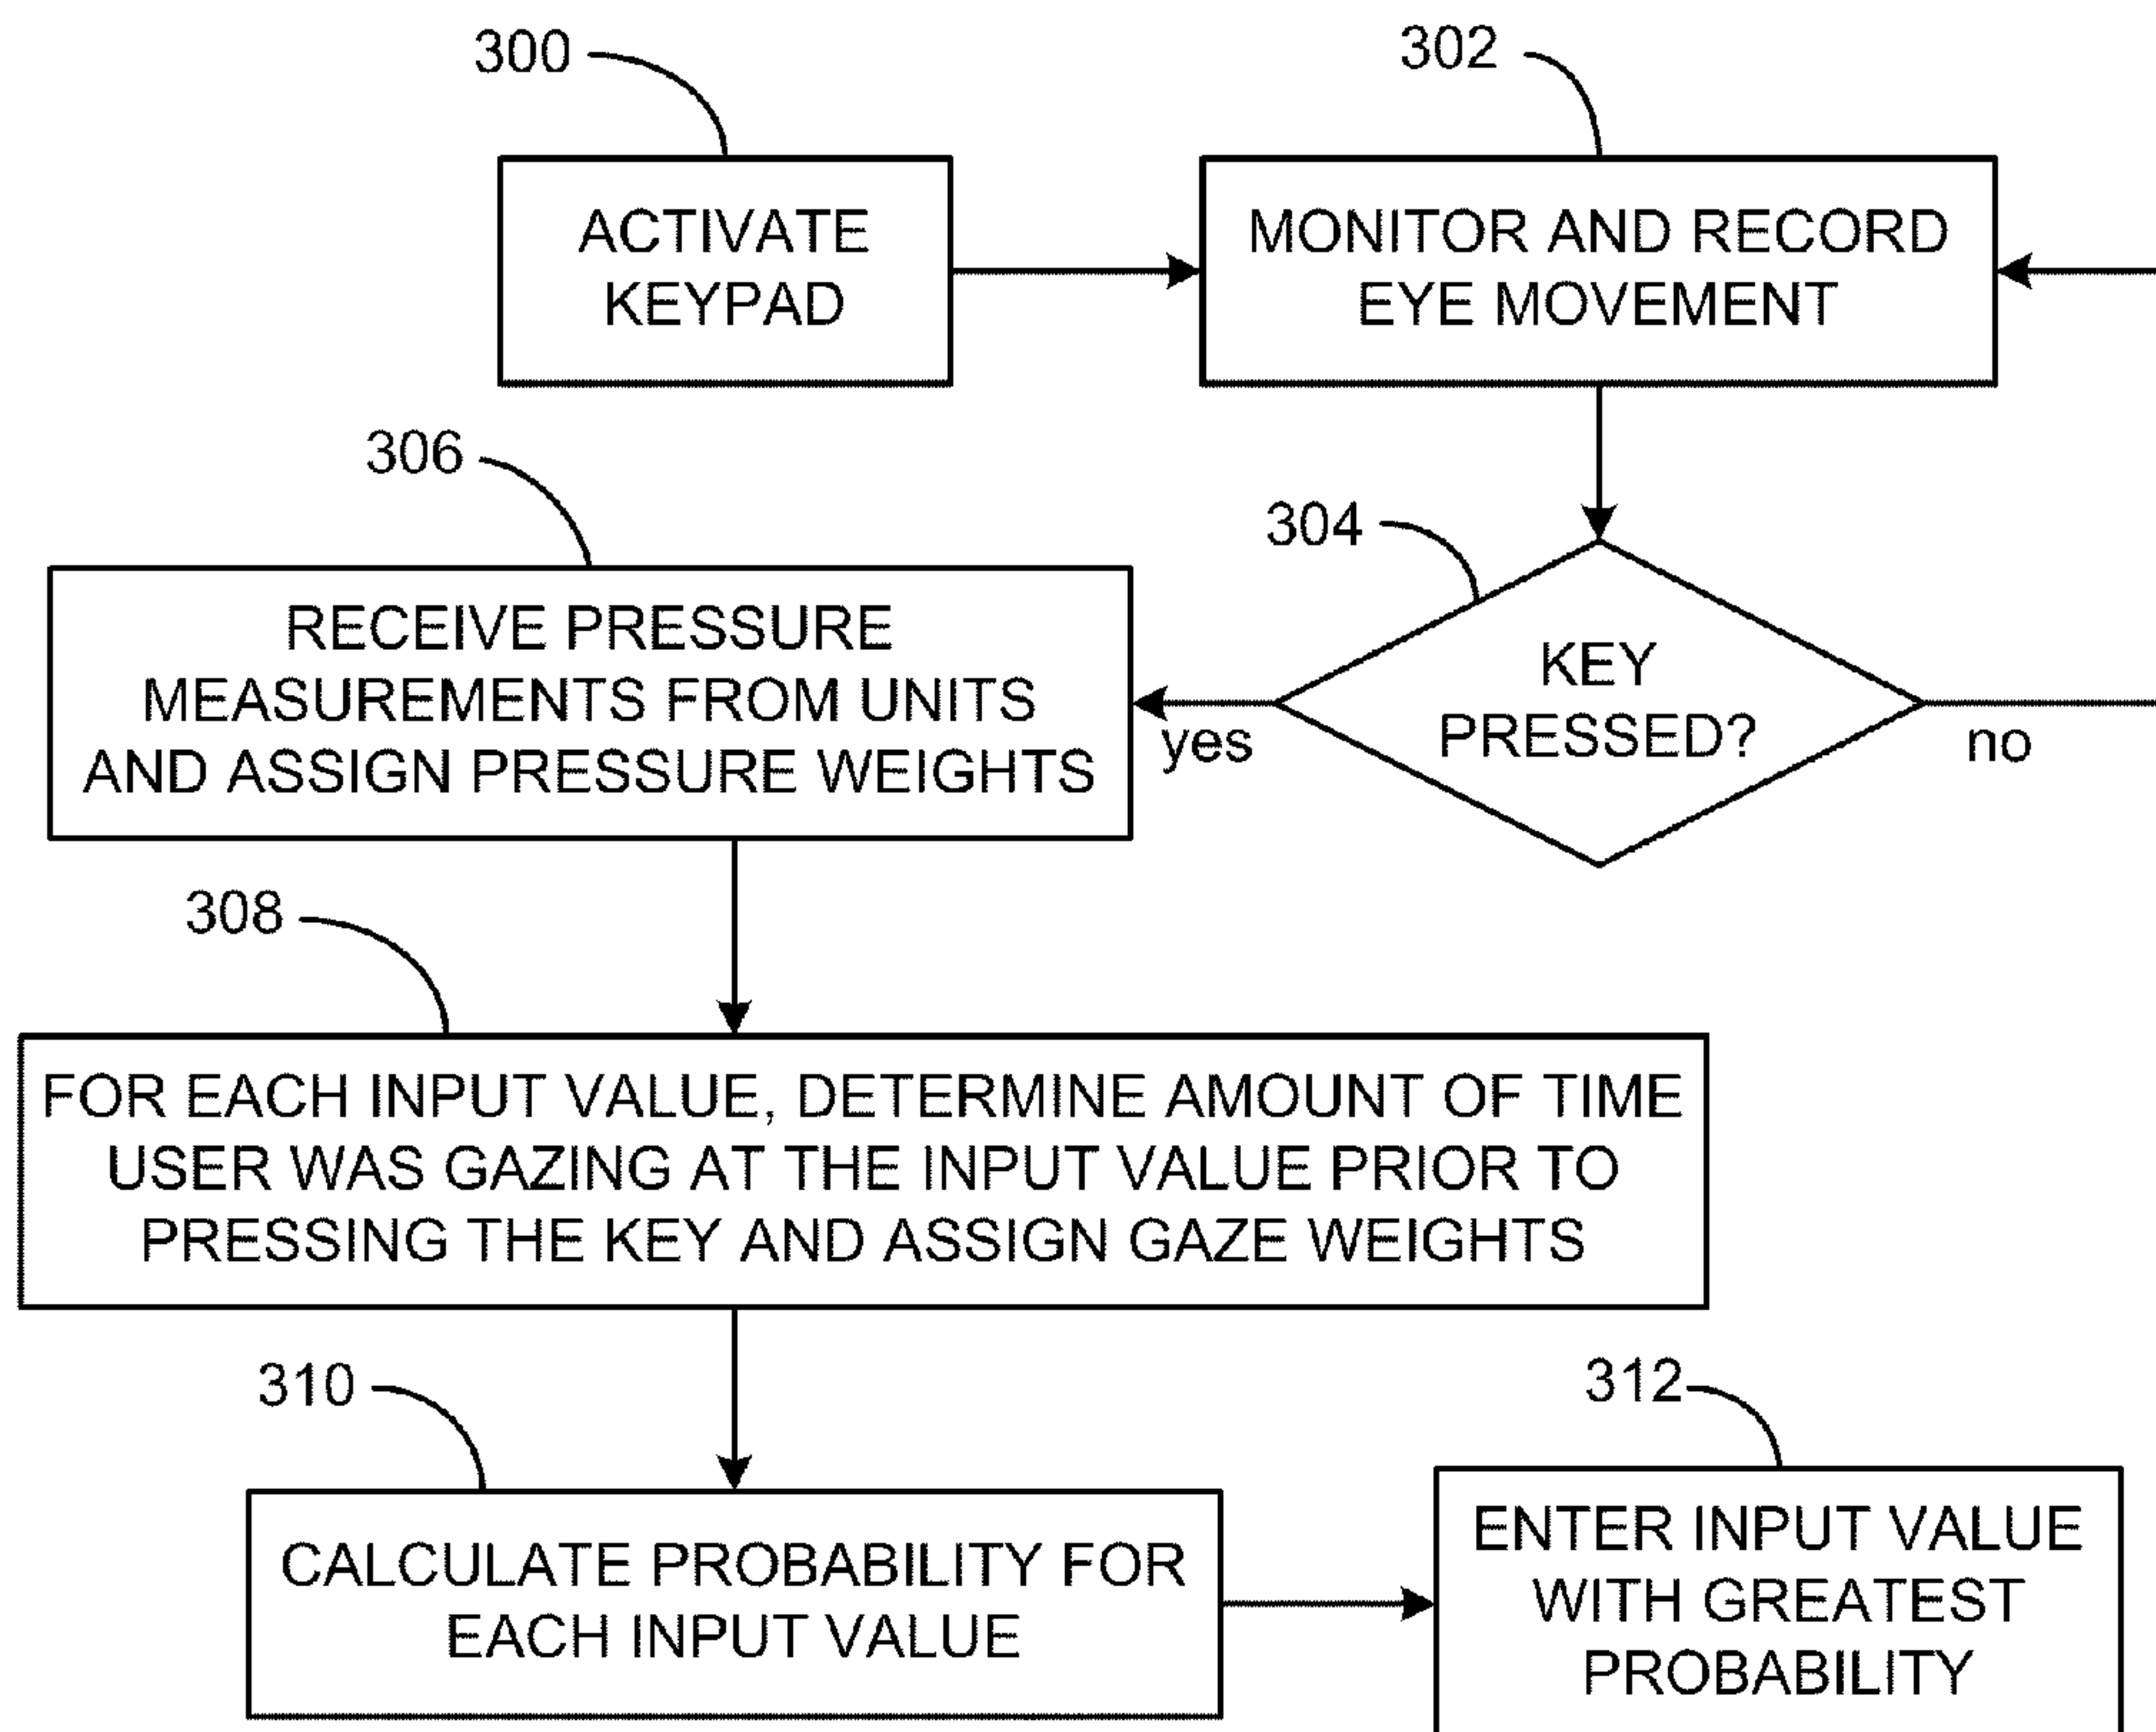 300
ACTIVATE
KEYPAD
302
MONITOR AND RECORD
EYE MOVEMENT
304
KEY
PRESSED?
yes
no
306
RECEIVE PRESSURE
MEASUREMENTS FROM UNITS
AND ASSIGN PRESSURE WEIGHTS
308
FOR EACH INPUT VALUE, DETERMINE AMOUNT OF TIME
USER WAS GAZING AT THE INPUT VALUE PRIOR TO
PRESSING THE KEY AND ASSIGN GAZE WEIGHTS
310
CALCULATE PROBABILITY FOR
EACH INPUT VALUE
312
ENTER INPUT VALUE
WITH GREATEST
PROBABILITY